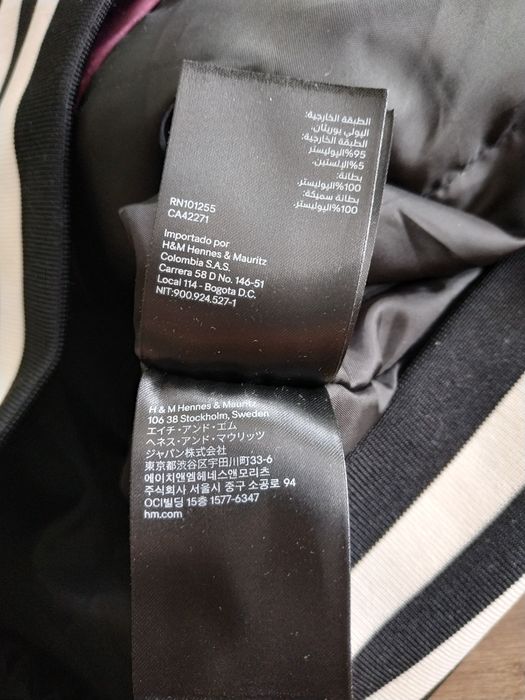 الطبقة الخارجية:
البولي يوريثان.
الطبقة الخارجية:
95%البوليستر
5%الإلستين.
بطانة:
100%البوليستر.
بطانة سميكة:
100%البوليستر.
RN101255
CA42271
Importado por
H&M Hennes & Mauritz
Colombia S.A.S.
Carrera 58 D No. 146-51
Local 114 - Bogota D.C.
NIT:900.924.527-1
H & M Hennes & Mauritz
106 38 Stockholm, Sweden
エイチ・アンド・エム
ヘネス・アンド・マウリッツ
ジャパン株式会社
東京都渋谷区宇田川町33-6
에이치앤엠헤네스앤모리츠
주식회사 서울시 중구 소공로 94
OCI빌딩 15층 1577-6347
hm.com